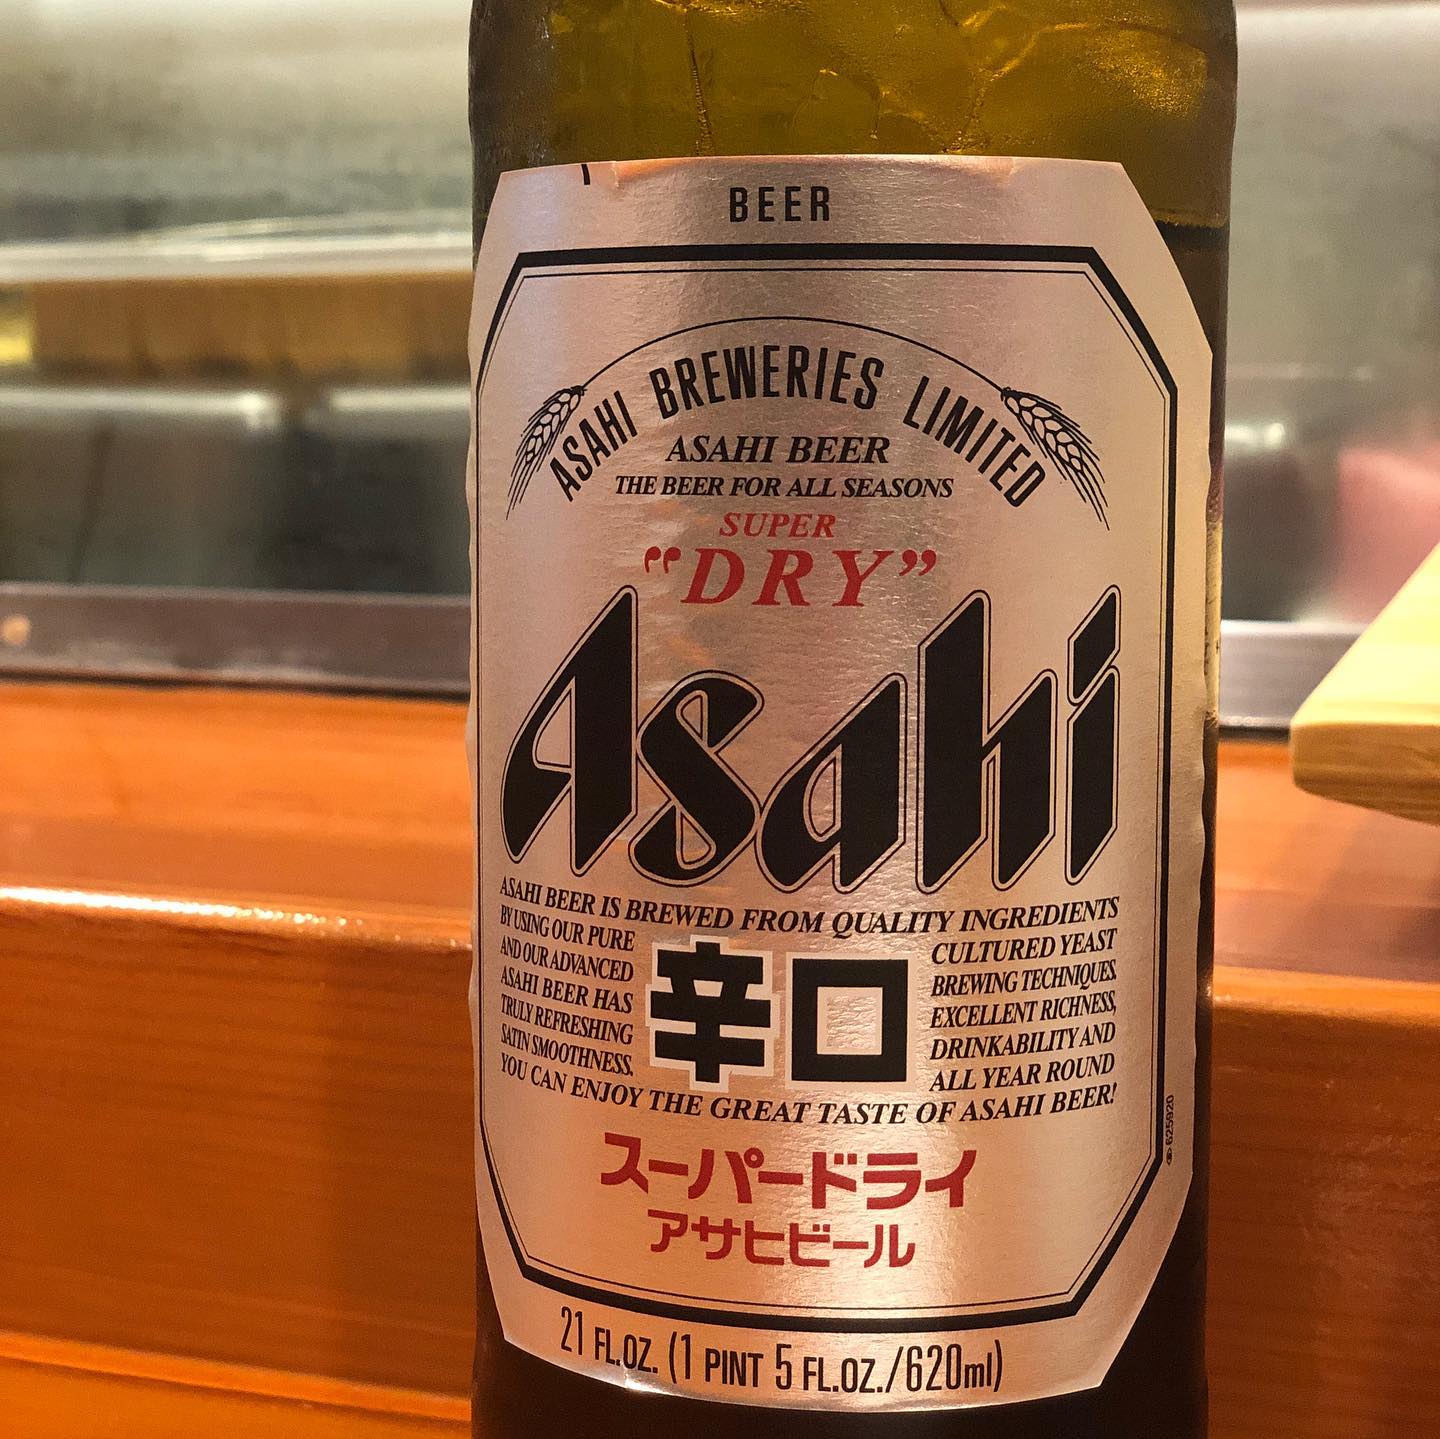 BEER
ASAHI BREWERIES LIMITED
ASAHI BEER
THE BEER FOR ALL SEASONS
SUPER
"DRY"
Asahi
ASAHI BEER IS BREWED FROM QUALITY INGREDIENTS
BY USING OUR PURE CULTURED YEAST
AND OUR ADVANCED BREWING TECHNIQUES.
ASAHI BEER HAS EXCELLENT RICHNESS,
TRULY REFRESHING DRINKABILITY AND
SATIN SMOOTHNESS. ALL YEAR ROUND
辛口
YOU CAN ENJOY THE GREAT TASTE OF ASAHI BEER!
スーパードライ
アサヒビール
625920
21 FL.OZ. (1 PINT 5 FL.OZ./620ml)